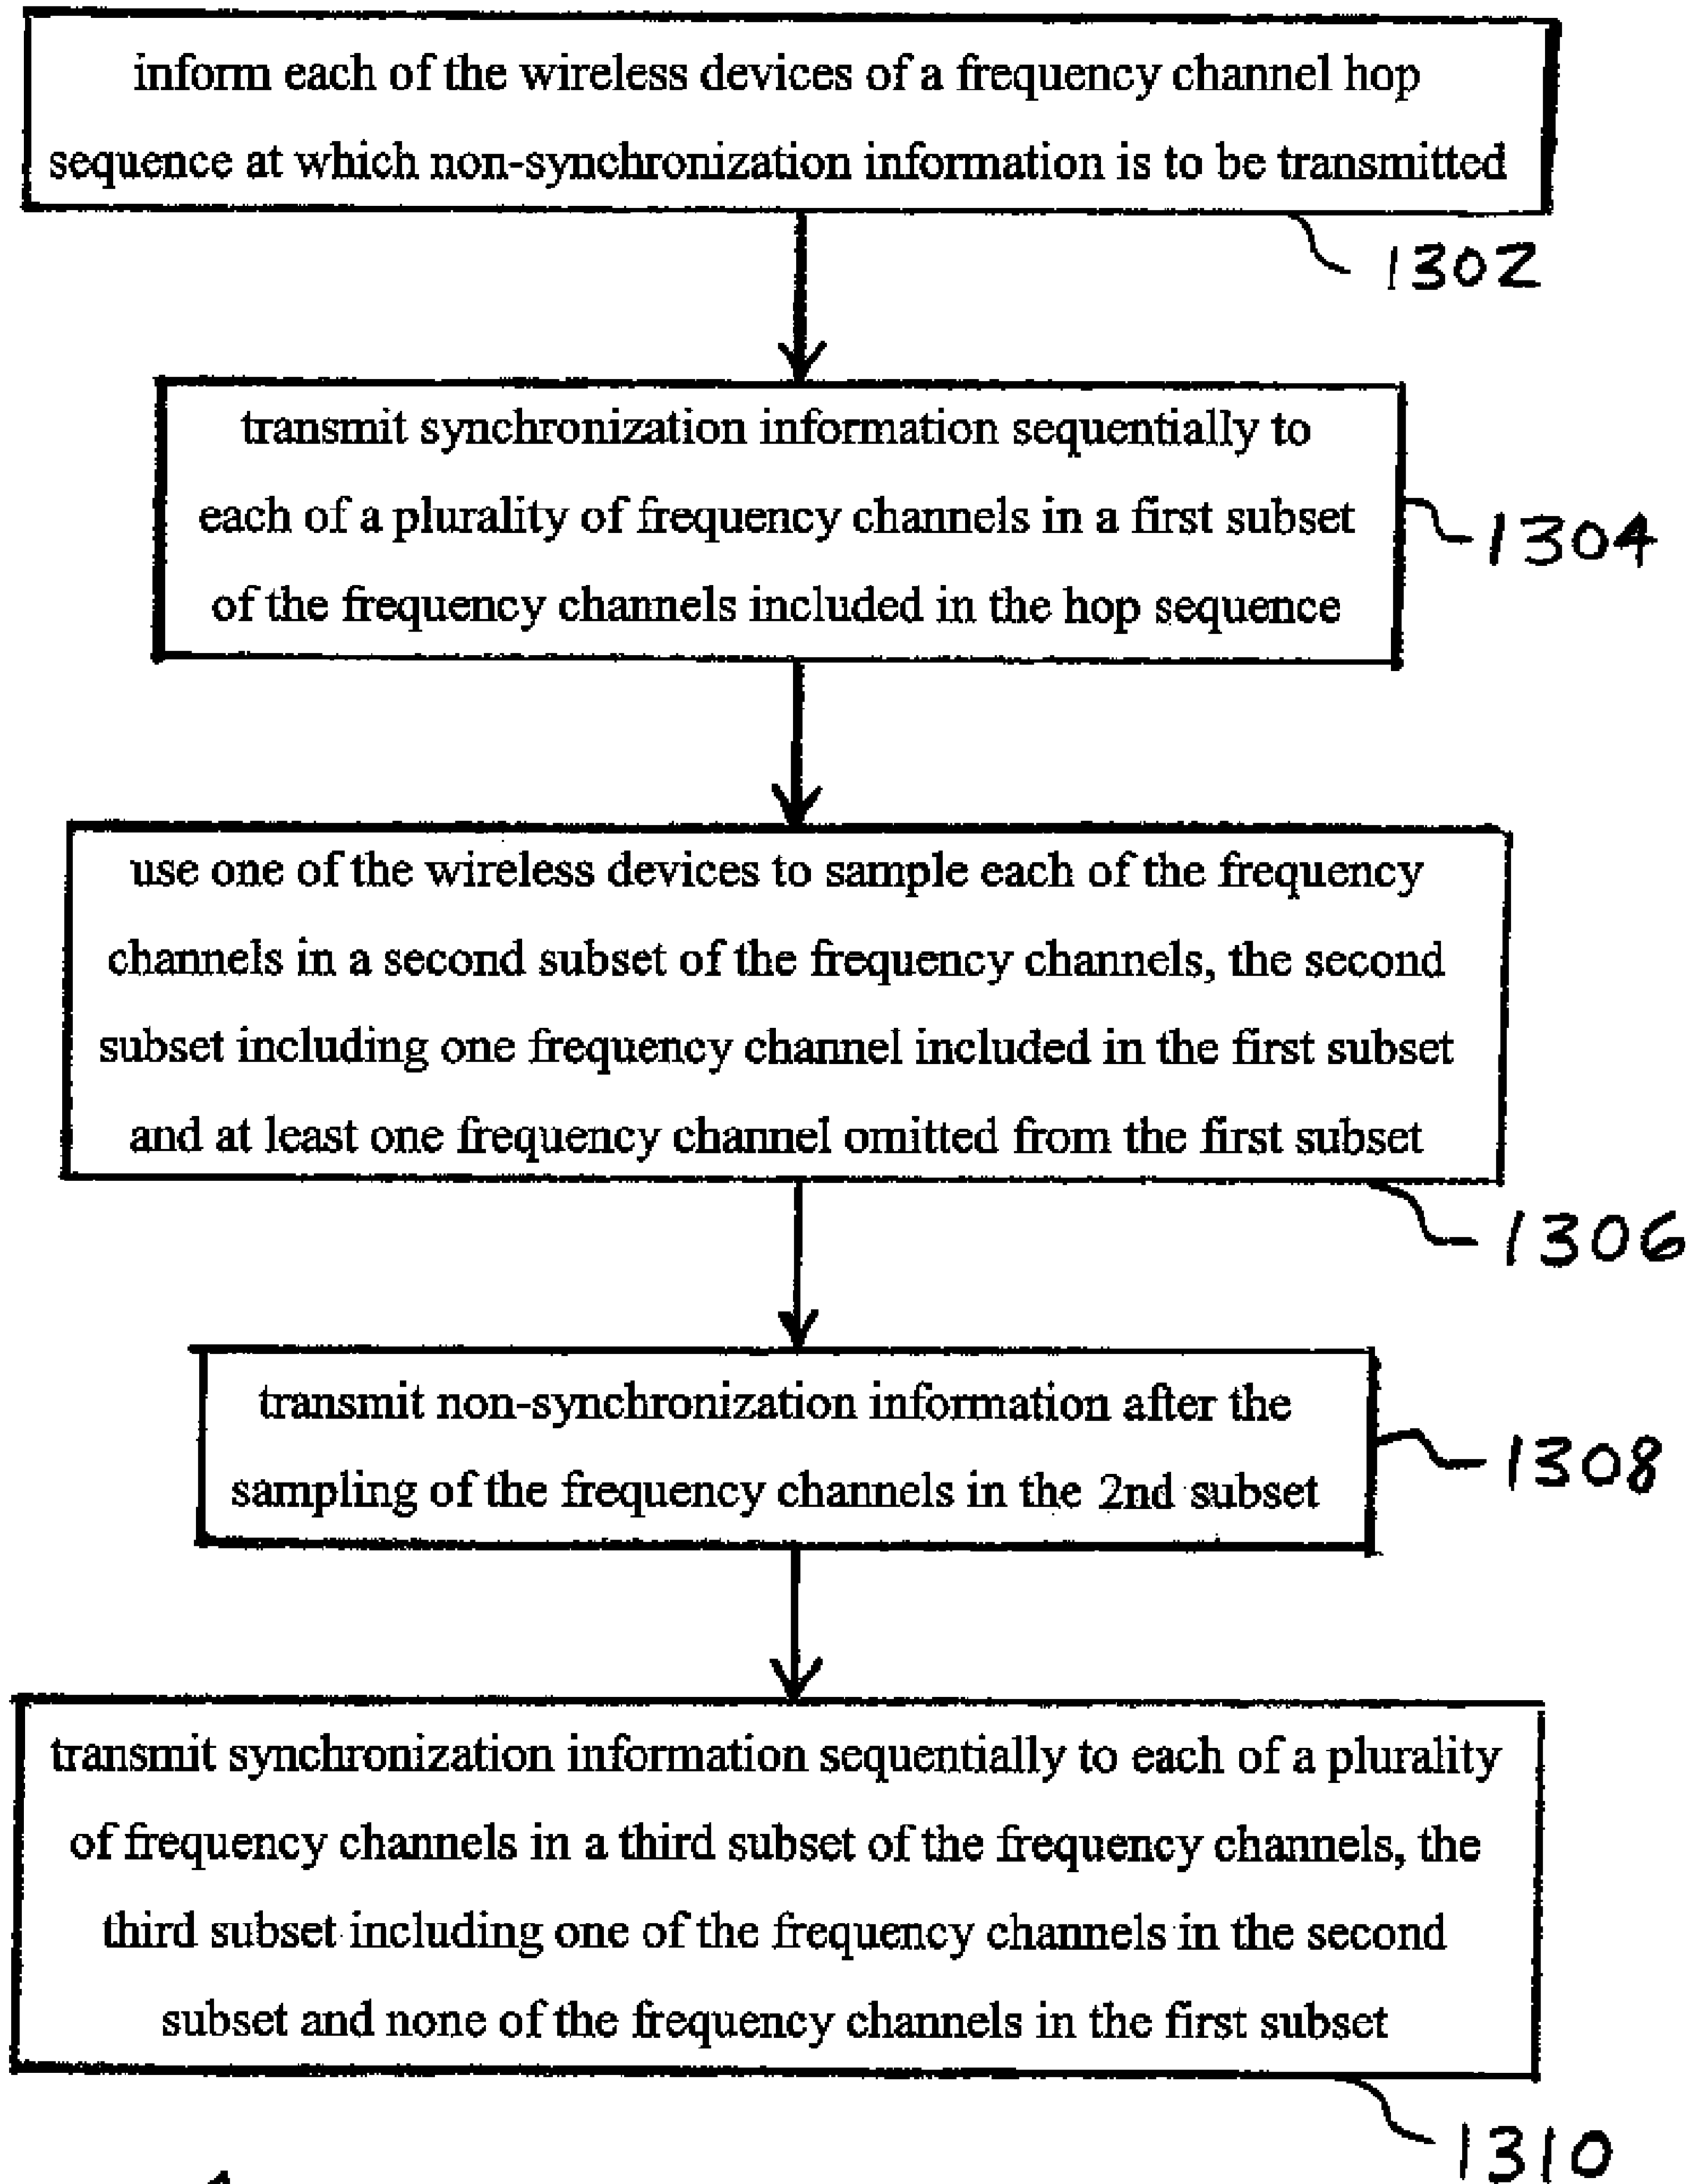 inform each of the wireless devices of a frequency channel hop
sequence at which non-synchronization information is to be transmitted
1302
transmit synchronization information sequentially to
each of a plurality of frequency channels in a first subset
of the frequency channels included in the hop sequence
1304
use one of the wireless devices to sample each of the frequency
channels in a second subset of the frequency channels, the second
subset including one frequency channel included in the first subset
and at least one frequency channel omitted from the first subset
1306
transmit non-synchronization information after the
sampling of the frequency channels in the 2nd subset
1308
transmit synchronization information sequentially to each of a plurality
of frequency channels in a third subset of the frequency channels, the
third subset including one of the frequency channels in the second
subset and none of the frequency channels in the first subset
1310